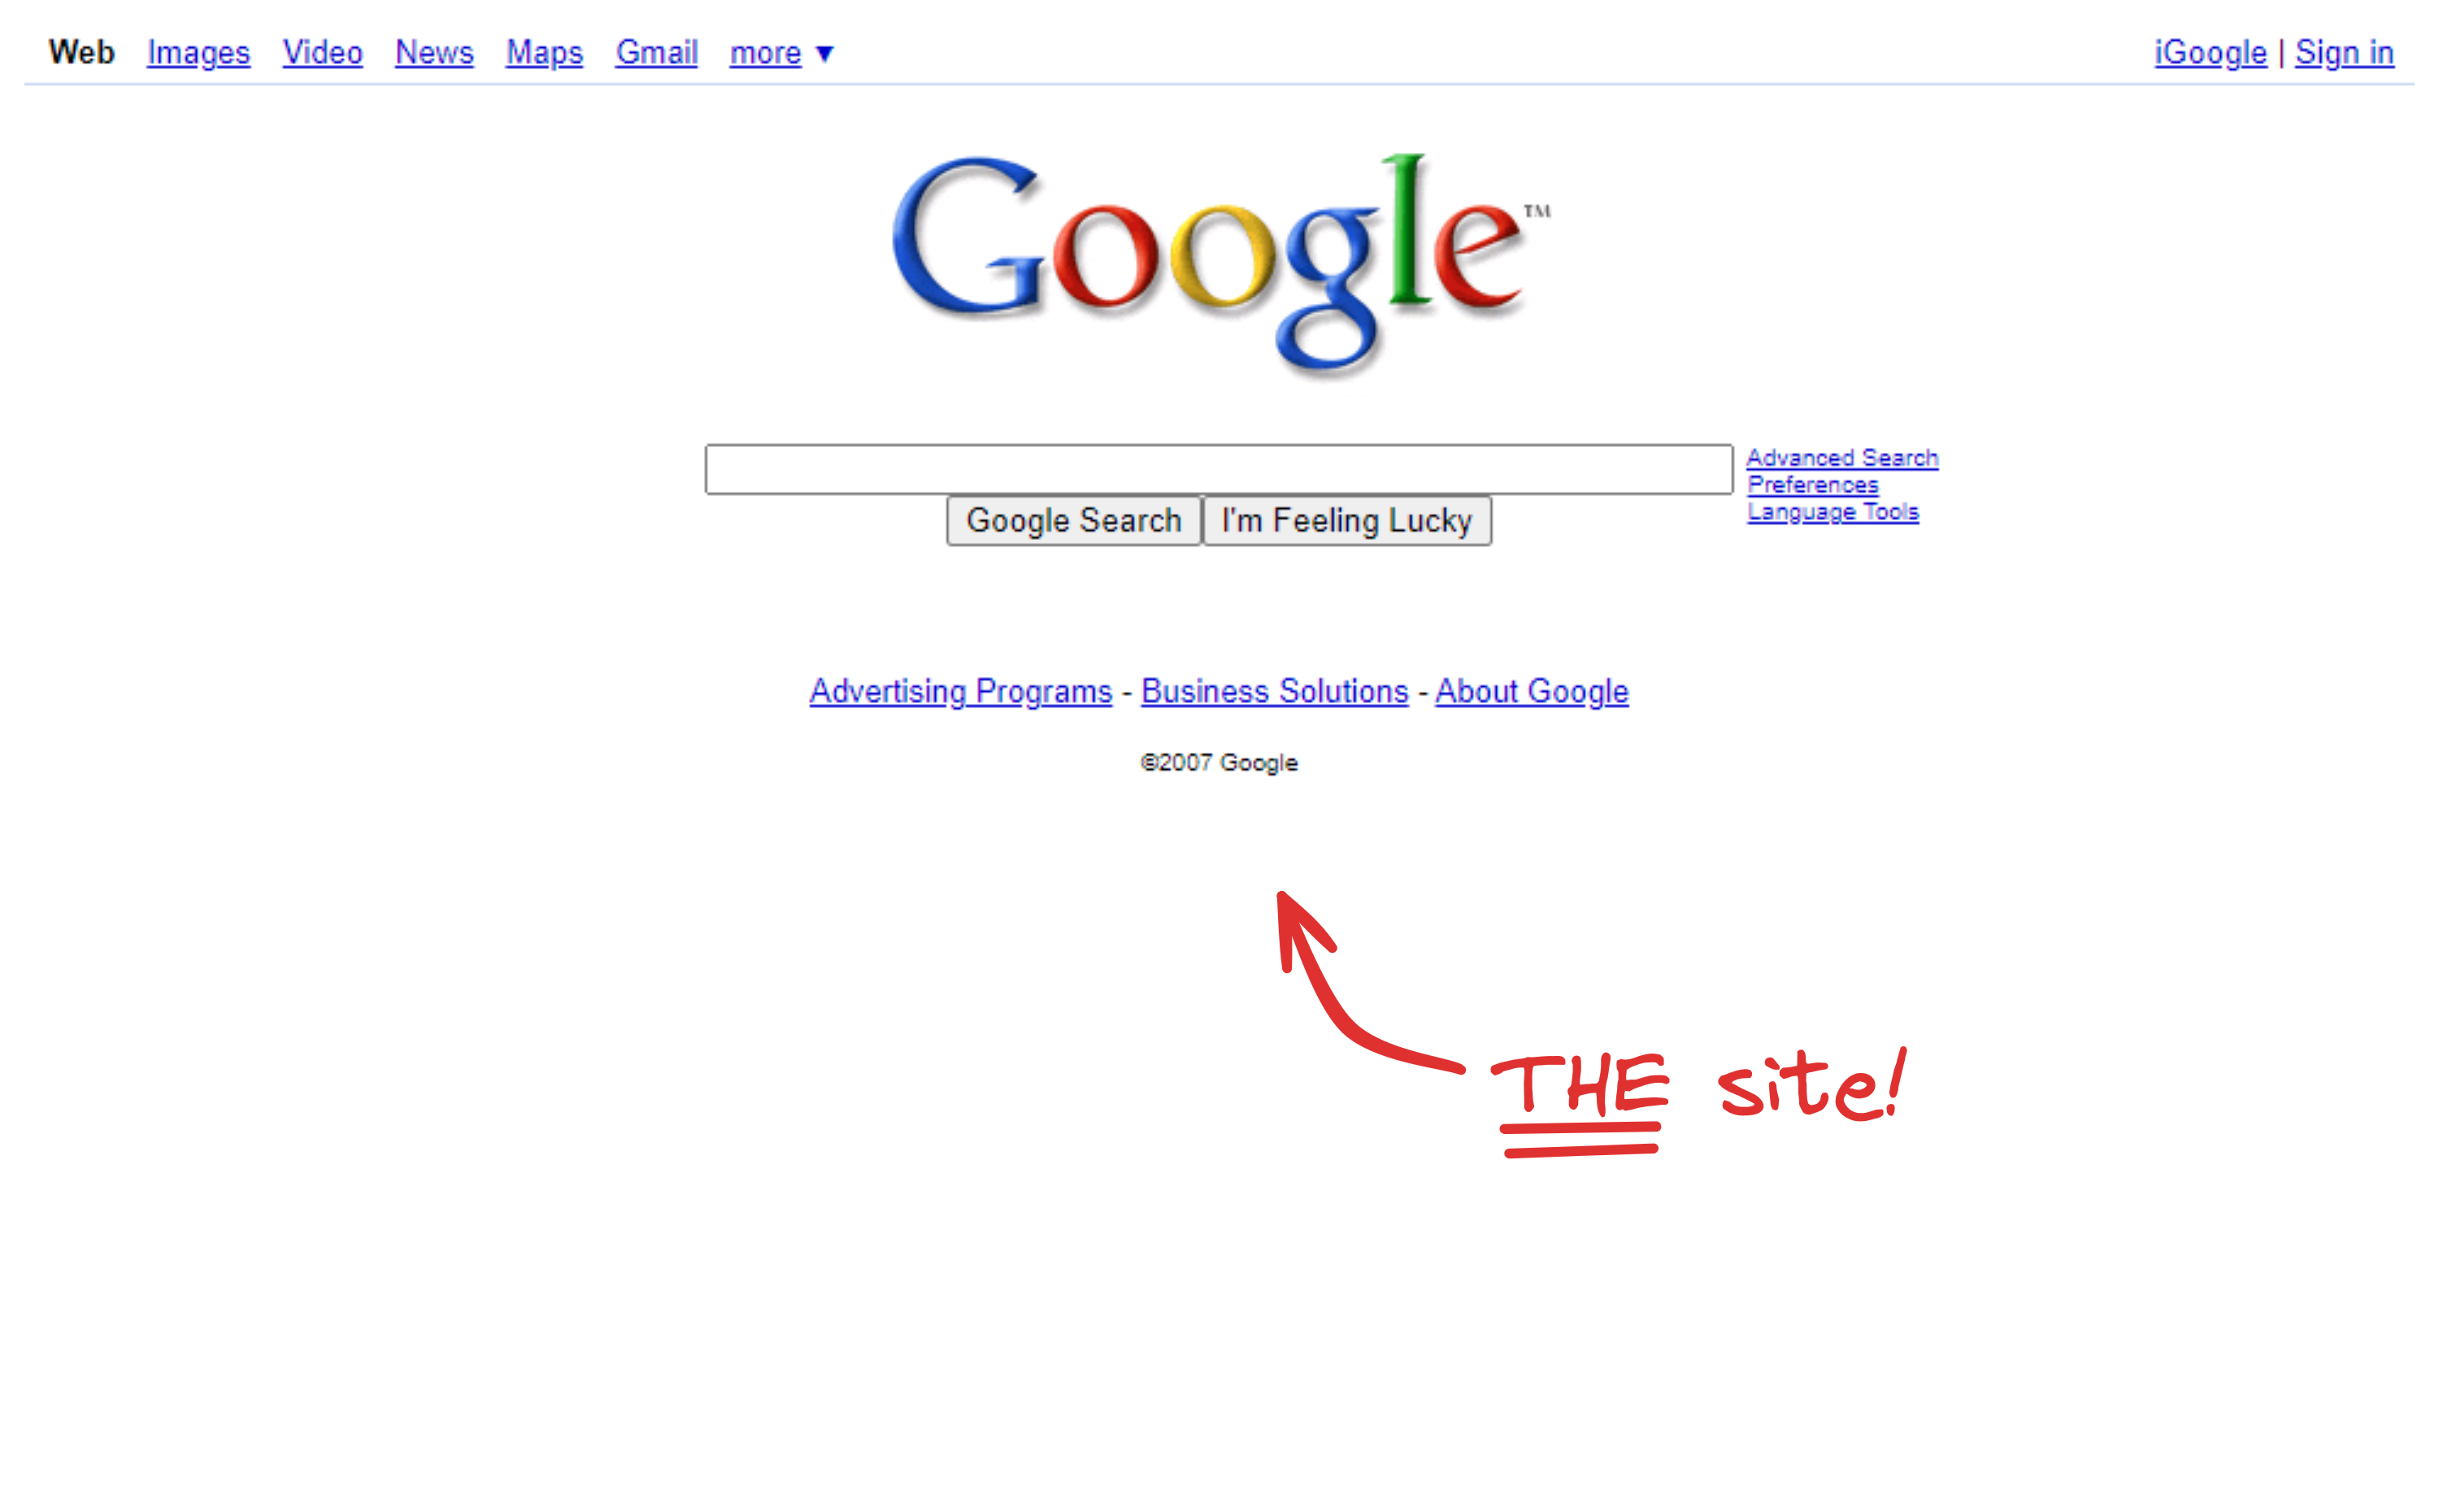 Web Images Video News Maps Gmail more ▼ iGoogle | Sign in
Google™
Advanced Search
Preferences
Language Tools
Google Search I'm Feeling Lucky
Advertising Programs - Business Solutions - About Google
©2007 Google
THE site!